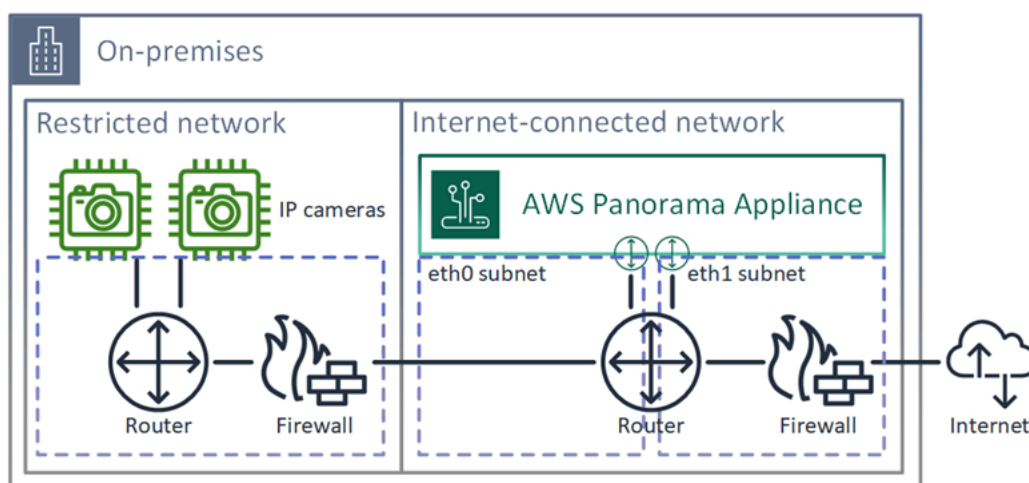 On-premises
Restricted network
Internet-connected network
IP cameras
AWS Panorama Appliance
eth0 subnet
eth1 subnet
Router
Firewall
Router
Firewall
Internet